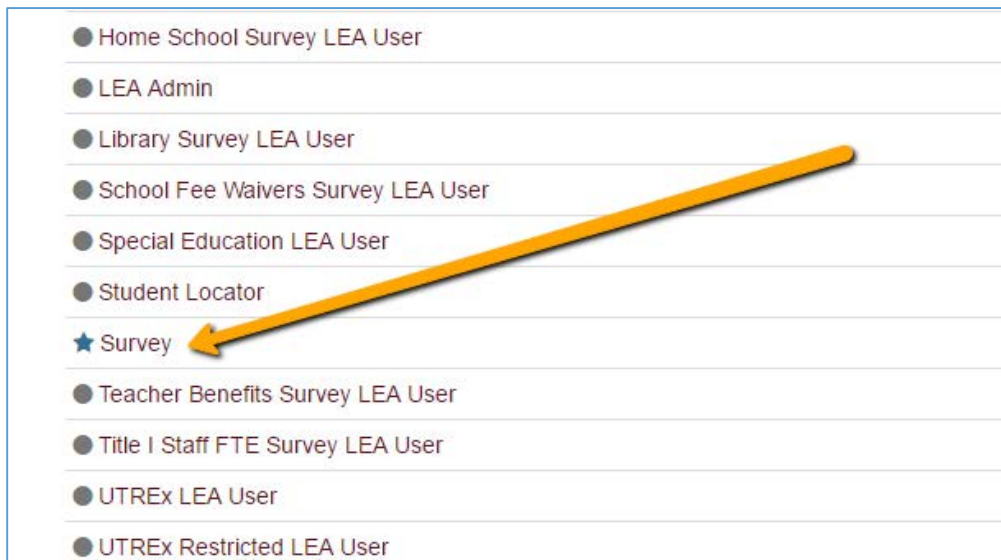 Home School Survey LEA User
LEA Admin
Library Survey LEA User
School Fee Waivers Survey LEA User
Special Education LEA User
Student Locator
Survey
Teacher Benefits Survey LEA User
Title I Staff FTE Survey LEA User
UTREx LEA User
UTREx Restricted LEA User